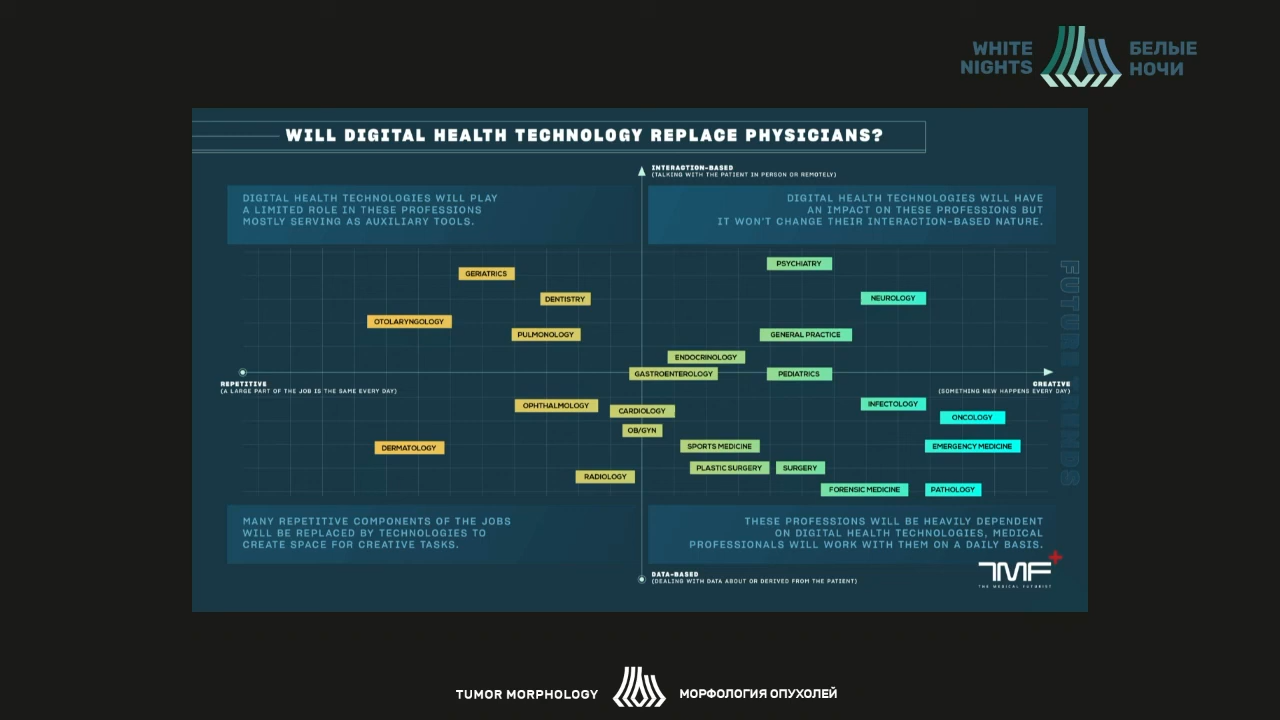 WHITE NIGHTS
БЕЛЫЕ НОЧИ
WILL DIGITAL HEALTH TECHNOLOGY REPLACE PHYSICIANS?
INTERACTION-BASED
(TALKING WITH THE PATIENT IN PERSON OR REMOTELY)
DIGITAL HEALTH TECHNOLOGIES WILL PLAY
A LIMITED ROLE IN THESE PROFESSIONS
MOSTLY SERVING AS AUXILIARY TOOLS.
DIGITAL HEALTH TECHNOLOGIES WILL HAVE
AN IMPACT ON THESE PROFESSIONS BUT
IT WON'T CHANGE THEIR INTERACTION-BASED NATURE.
PSYCHIATRY
GERIATRICS
DENTISTRY
NEUROLOGY
OTOLARYNGOLOGY
PULMONOLOGY
GENERAL PRACTICE
ENDOCRINOLOGY
GASTROENTEROLOGY
PEDIATRICS
REPETITIVE
(A LARGE PART OF THE JOB IS THE SAME EVERY DAY)
CREATIVE
(SOMETHING NEW HAPPENS EVERY DAY)
FUTURE TRENDS
OPHTHALMOLOGY
CARDIOLOGY
INFECTOLOGY
ONCOLOGY
OB/GYN
DERMATOLOGY
SPORTS MEDICINE
EMERGENCY MEDICINE
PLASTIC SURGERY
SURGERY
RADIOLOGY
FORENSIC MEDICINE
PATHOLOGY
MANY REPETITIVE COMPONENTS OF THE JOBS
WILL BE REPLACED BY TECHNOLOGIES TO
CREATE SPACE FOR CREATIVE TASKS.
THESE PROFESSIONS WILL BE HEAVILY DEPENDENT
ON DIGITAL HEALTH TECHNOLOGIES, MEDICAL
PROFESSIONALS WILL WORK WITH THEM ON A DAILY BASIS.
DATA-BASED
(DEALING WITH DATA ABOUT OR DERIVED FROM THE PATIENT)
TMF
THE MEDICAL FUTURIST
TUMOR MORPHOLOGY
МОРФОЛОГИЯ ОПУХОЛЕЙ